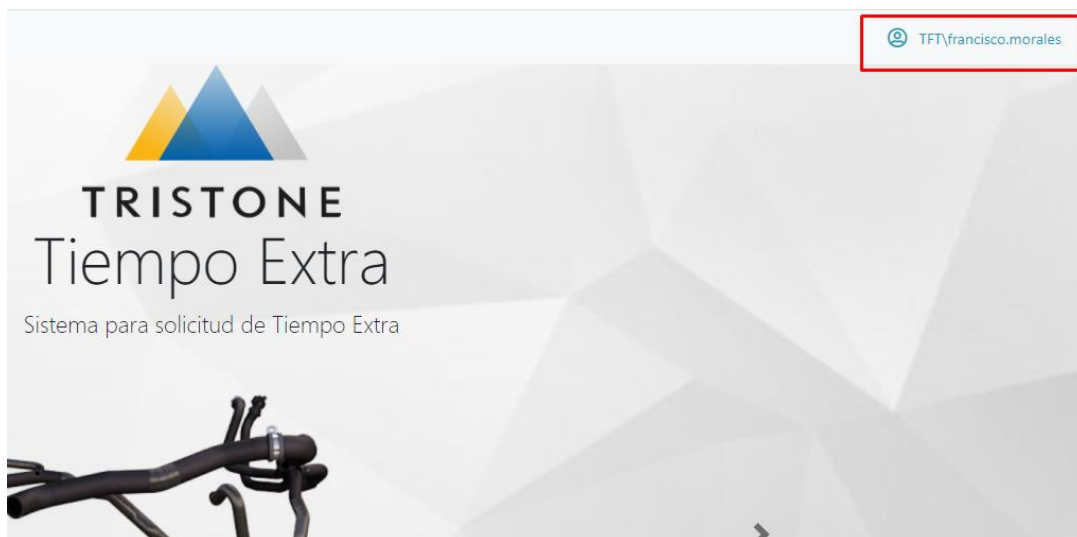 TFT\francisco.morales
TRISTONE
Tiempo Extra
Sistema para solicitud de Tiempo Extra